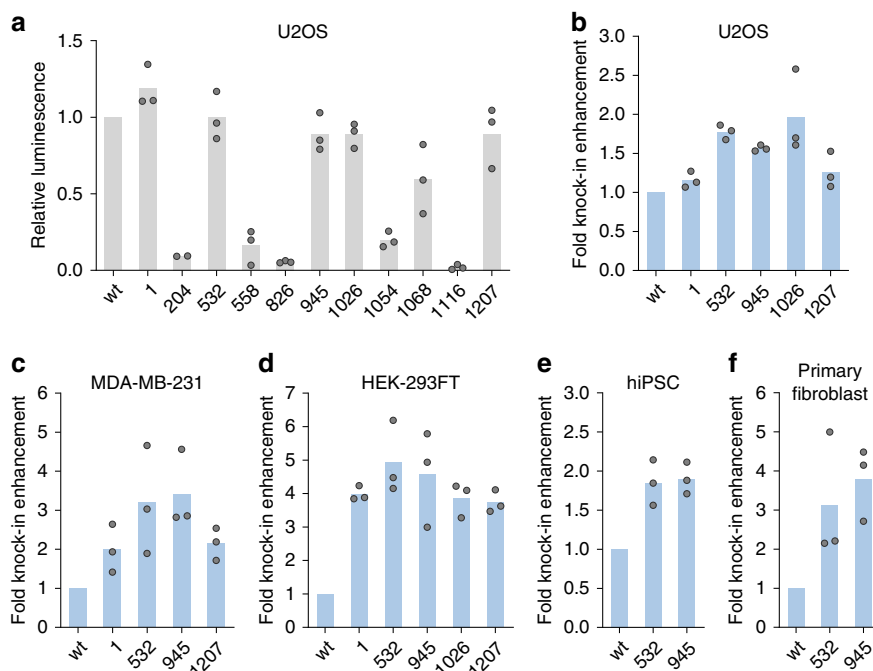 a
U2OS
Relative luminescence
1.5
1.0
0.5
0.0
wt
1
204
532
558
826
945
1026
1054
1068
1116
1207
b
U2OS
Fold knock-in enhancement
3.0
2.5
2.0
1.5
1.0
0.5
0.0
wt
1
532
945
1026
1207
c
MDA-MB-231
Fold knock-in enhancement
6
5
4
3
2
1
0
wt
1
532
945
1207
d
HEK-293FT
Fold knock-in enhancement
7
6
5
4
3
2
1
0
wt
1
532
945
1026
1207
e
hiPSC
Fold knock-in enhancement
3.0
2.5
2.0
1.5
1.0
0.5
0.0
wt
532
945
f
Primary
fibroblast
Fold knock-in enhancement
6
5
4
3
2
1
0
wt
532
945